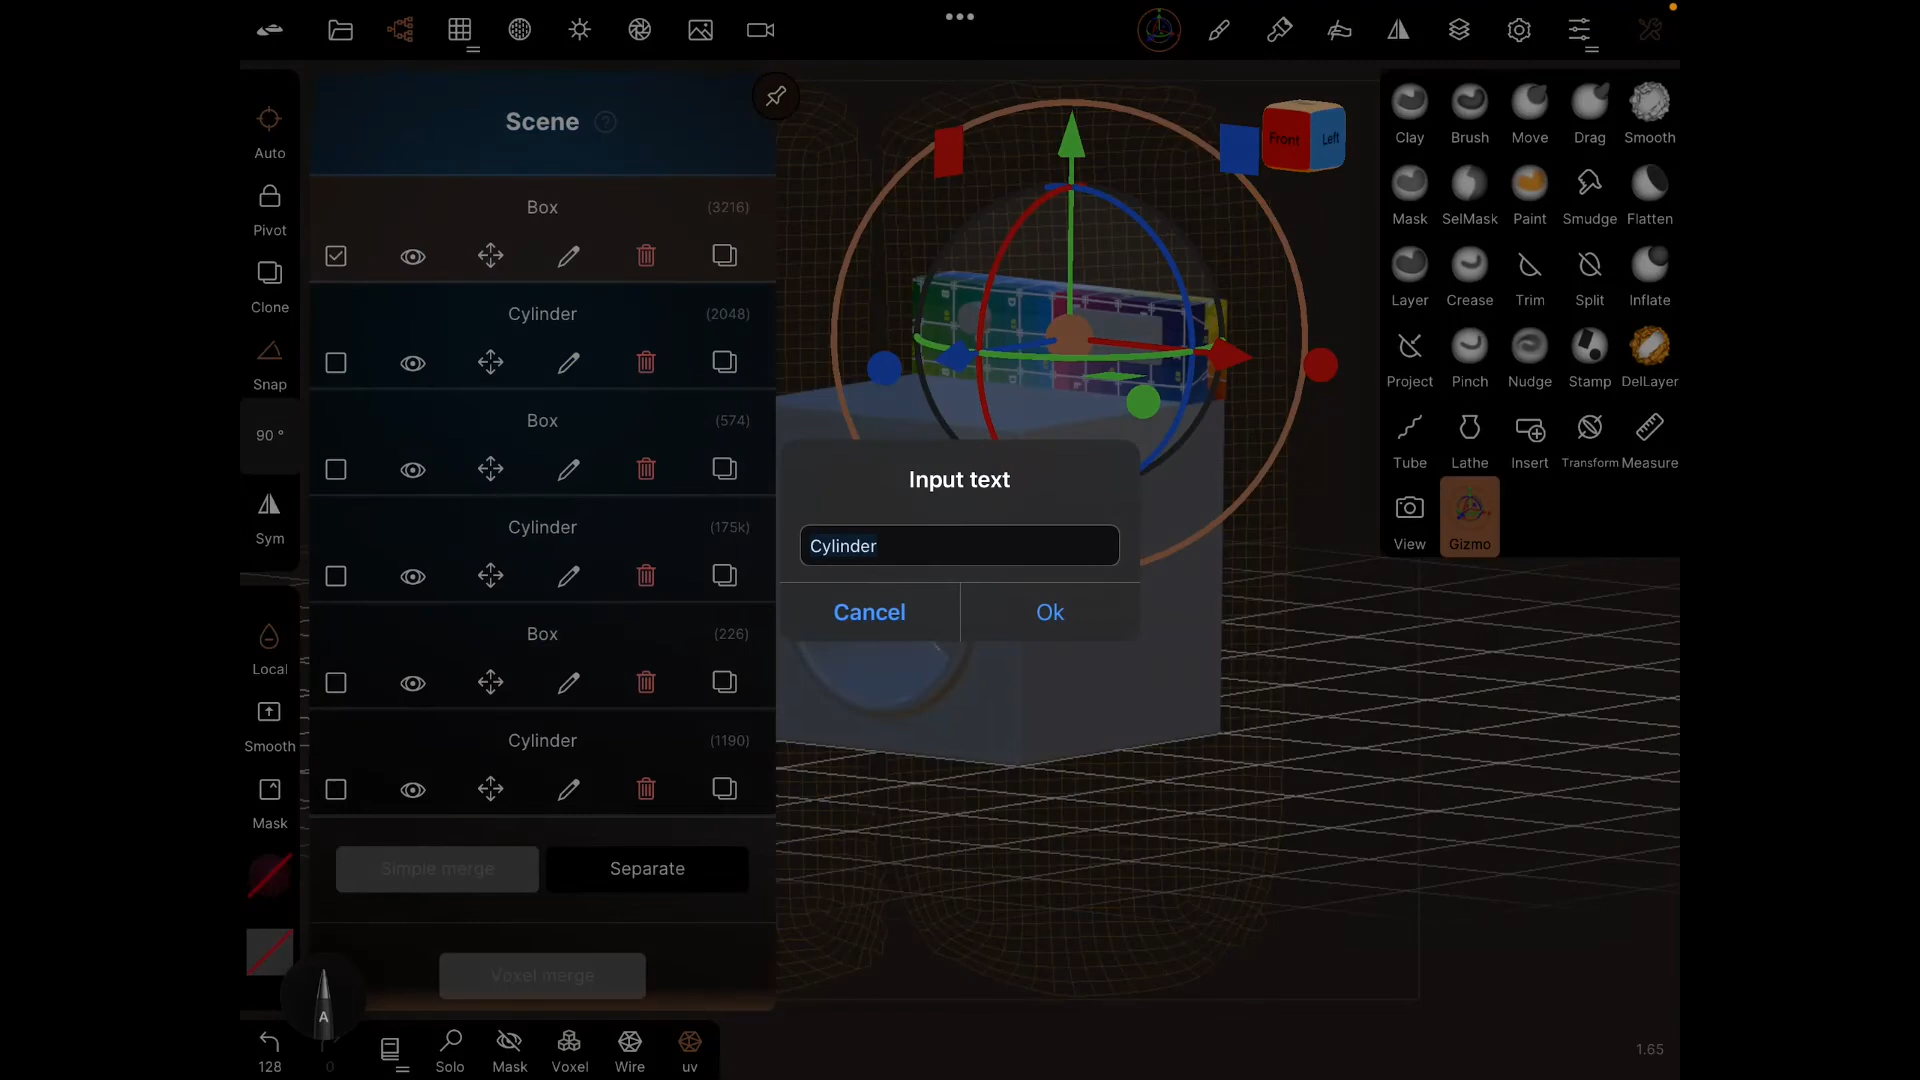 Scene ?
Box (3216)
Cylinder (2048)
Box (574)
Cylinder (175k)
Box (226)
Cylinder (1190)
Simple merge
Separate
Voxel merge
Auto
Pivot
Clone
Snap
90 °
Sym
Local
Smooth
Mask
A
128
0
Solo
Mask
Voxel
Wire
uv
Input text
Cylinder
Cancel
Ok
Front
Left
Clay Brush Move Drag Smooth
Mask SelMask Paint Smudge Flatten
Layer Crease Trim Split Inflate
Project Pinch Nudge Stamp DelLayer
Tube Lathe Insert Transform Measure
View Gizmo
1.65